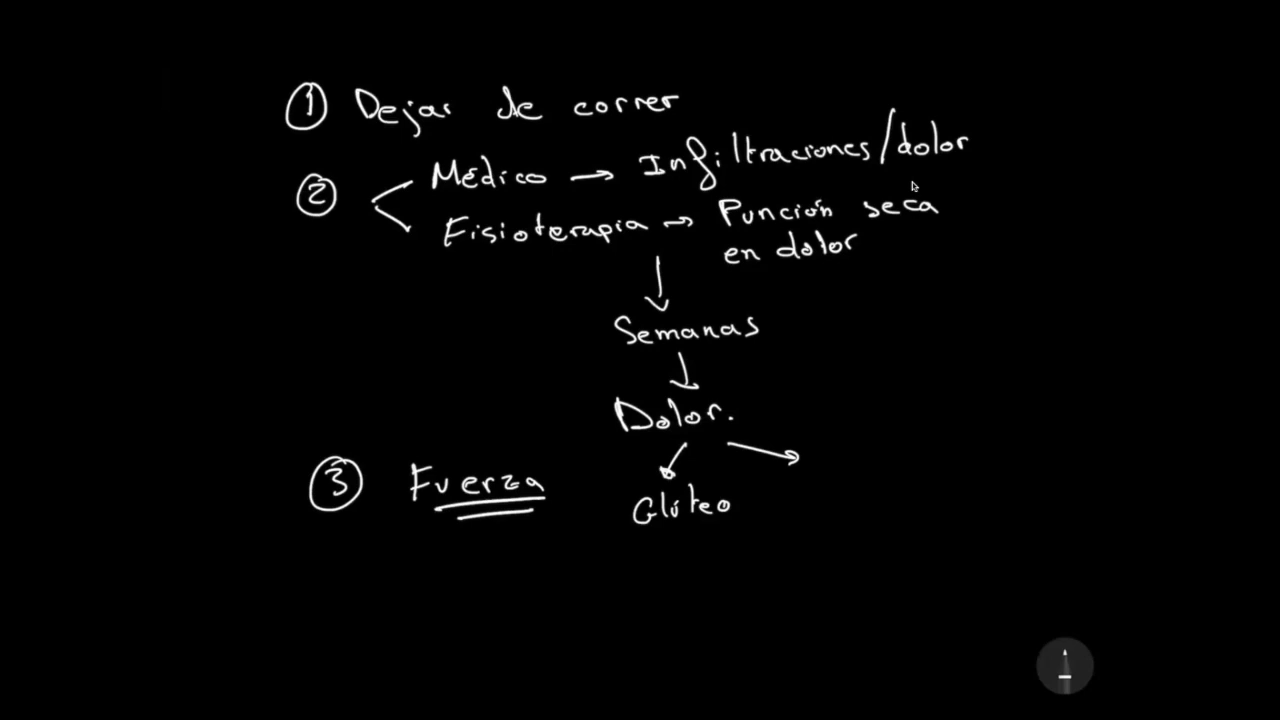 ① Dejar de correr
② Médico → Infiltraciones/dolor
Fisioterapia → Punción seca
en dolor
↓
Semanas
↓
Dolor.
③ Fuerza
Glúteo